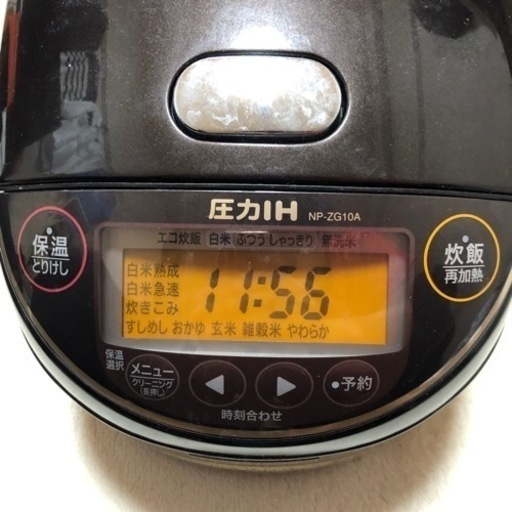 圧力IH NP-ZG10A
保温
とりけし
エコ炊飯 白米 ふつう しゃっきり 無洗米
炊飯
再加熱
白米熟成
白米急速
炊きこみ
11:56
すしめし おかゆ 玄米 雑穀米 やわらか
保温
選択
メニュー
クリーニング
(長押し)
予約
時刻合わせ